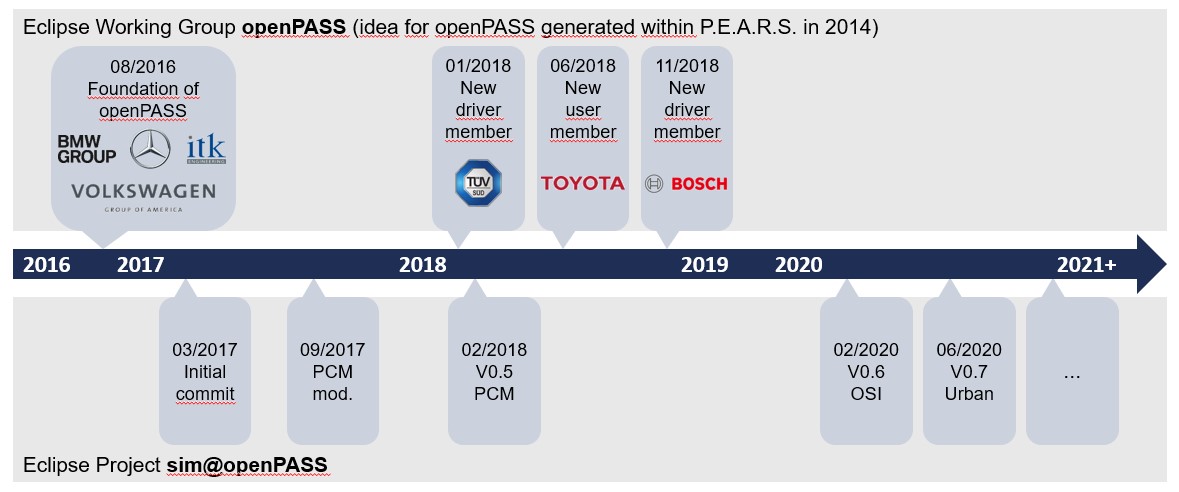 Eclipse Working Group openPASS (idea for openPASS generated within P.E.A.R.S. in 2014)
08/2016
Foundation of
openPASS
BMW
GROUP
itk
ENGINEERING
VOLKSWAGEN
GROUP OF AMERICA
01/2018
New
driver
member
TÜV
SÜD
06/2018
New
user
member
TOYOTA
11/2018
New
driver
member
BOSCH
2016 2017 2018 2019 2020 2021+
03/2017
Initial
commit
09/2017
PCM
mod.
02/2018
V0.5
PCM
02/2020
V0.6
OSI
06/2020
V0.7
Urban
...
Eclipse Project sim@openPASS